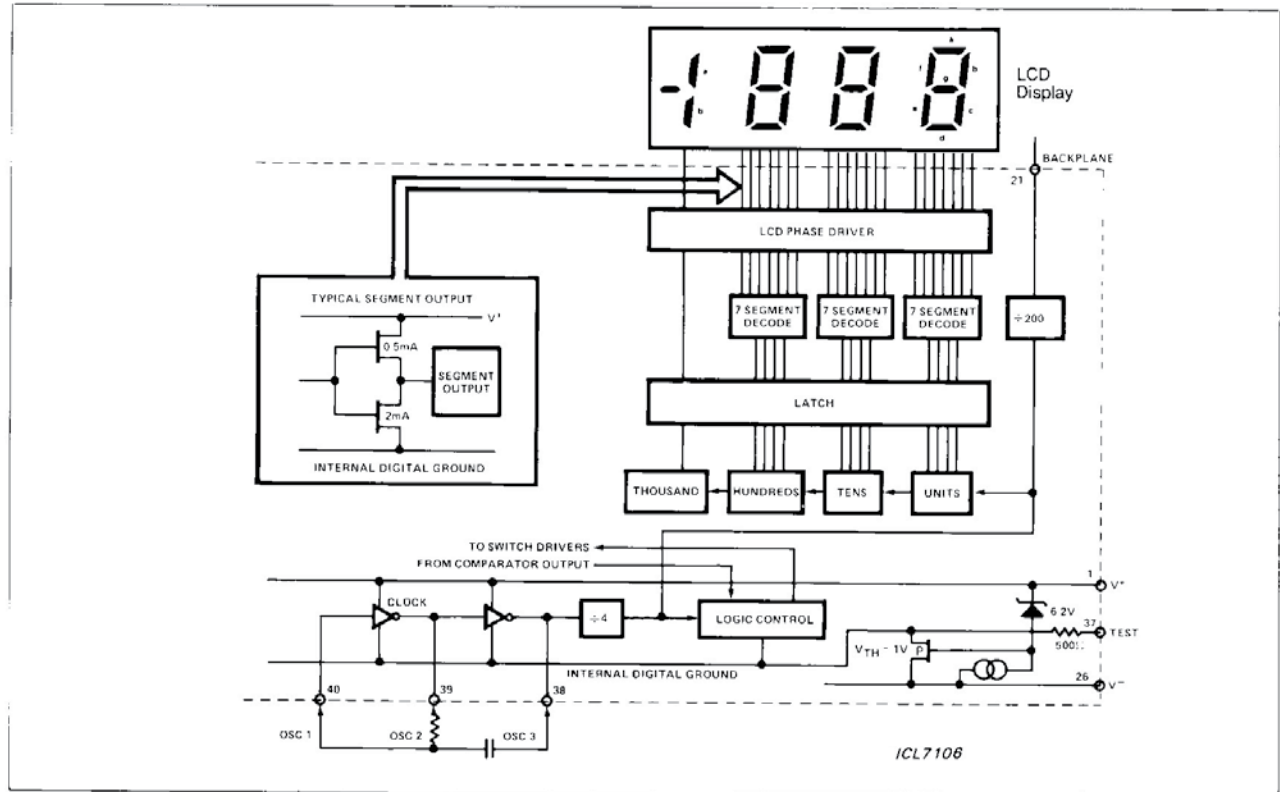 a
b
a
f
b
g
e
c
d
LCD
Display
BACKPLANE
21
LCD PHASE DRIVER
TYPICAL SEGMENT OUTPUT
V+
0.5mA
SEGMENT
OUTPUT
2mA
INTERNAL DIGITAL GROUND
7 SEGMENT
DECODE
7 SEGMENT
DECODE
7 SEGMENT
DECODE
÷200
LATCH
THOUSAND
HUNDREDS
TENS
UNITS
TO SWITCH DRIVERS
FROM COMPARATOR OUTPUT
1
V+
CLOCK
÷4
LOGIC CONTROL
6.2V
37
TEST
500Ω
VTH - 1V
P
INTERNAL DIGITAL GROUND
26
V−
40
39
38
OSC 1
OSC 2
OSC 3
ICL7106